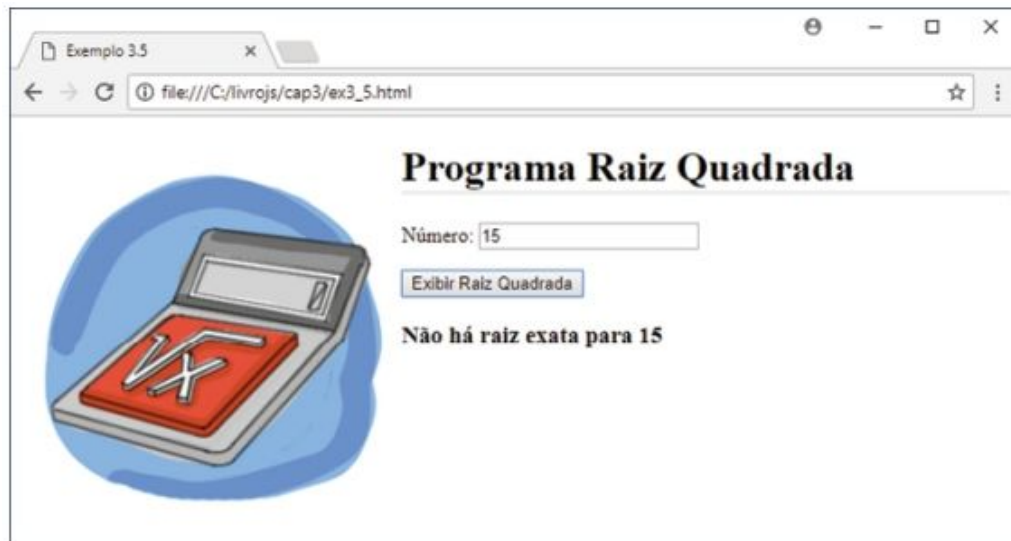 Exemplo 3.5
file:///C:/livrojs/cap3/ex3_5.html
Programa Raiz Quadrada
Número: 15
Exibir Raiz Quadrada
Não há raiz exata para 15
0
√x